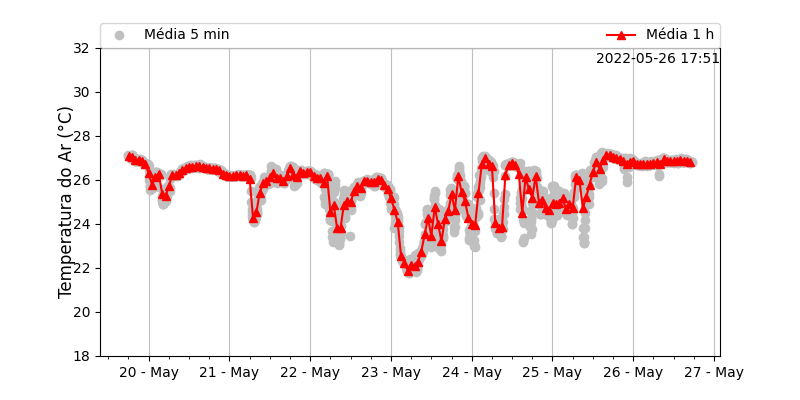 Média 5 min
Média 1 h
2022-05-26 17:51
Temperatura do Ar (°C)
32
30
28
26
24
22
20
18
20 - May
21 - May
22 - May
23 - May
24 - May
25 - May
26 - May
27 - May